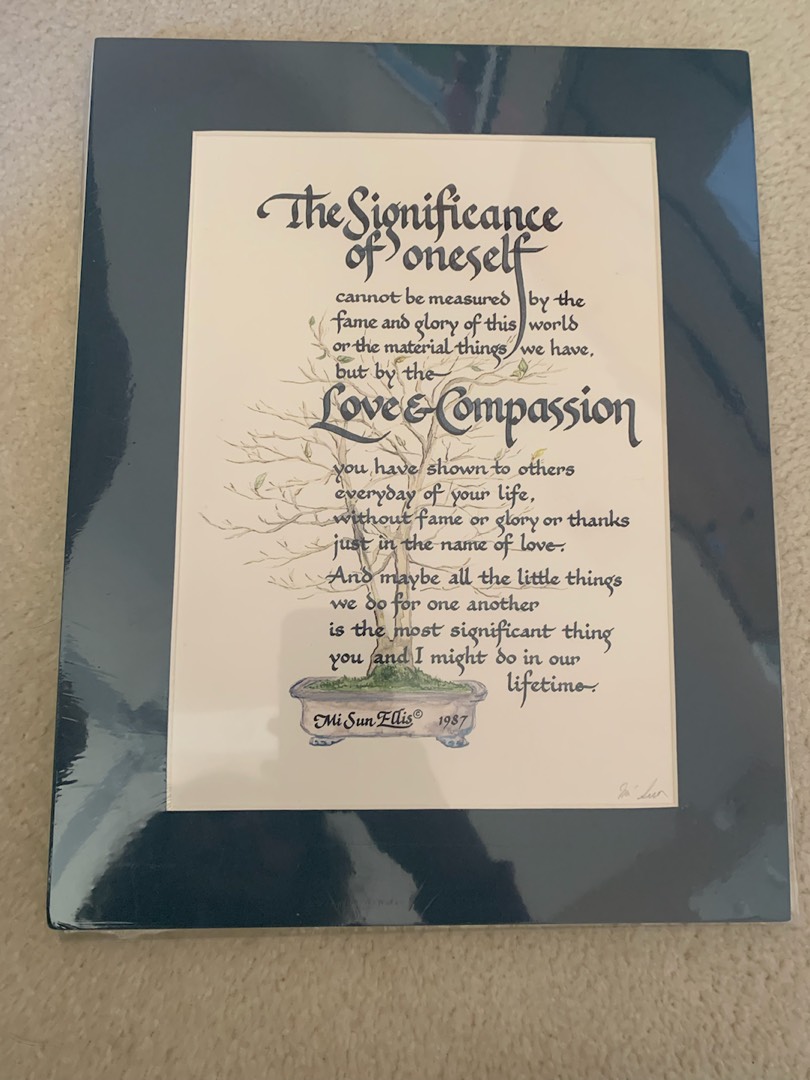 The Significance
of oneself
cannot be measured by the
fame and glory of this world
or the material things we have,
but by the
Love & Compassion
you have shown to others
everyday of your life,
without fame or glory or thanks
just in the name of love.
And maybe all the little things
we do for one another
is the most significant thing
you and I might do in our
lifetime.
Mi Sun Ellis © 1987
Mi Sun